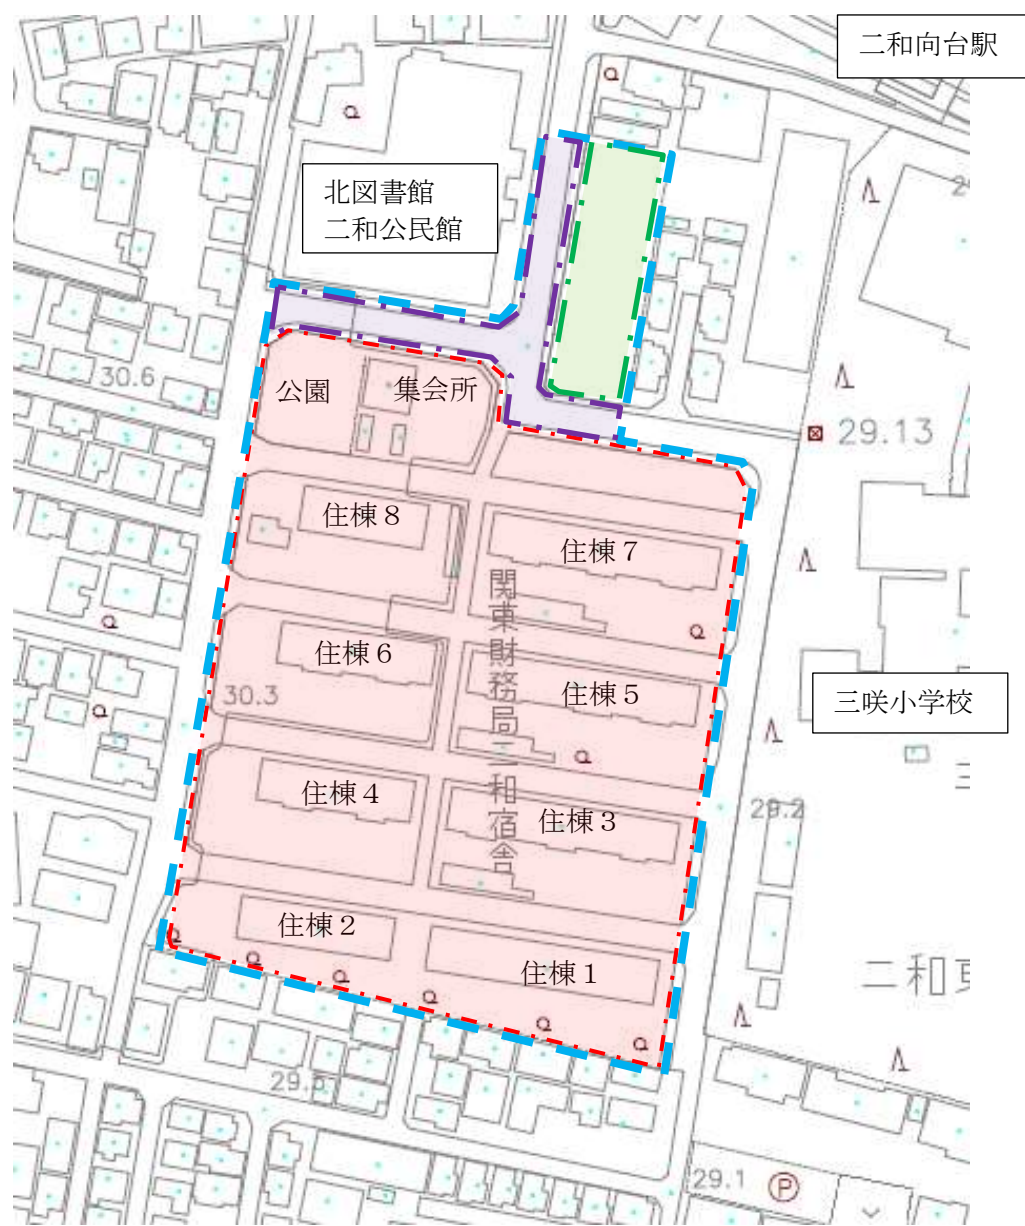 二和向台駅
北図書館
二和公民館
30.6
公園
集会所
29.13
住棟8
住棟7
関東財務局二和宿舎
住棟6
住棟5
30.3
三咲小学校
三
住棟4
住棟3
29.2
住棟2
住棟1
二和
29.5
29.1
P